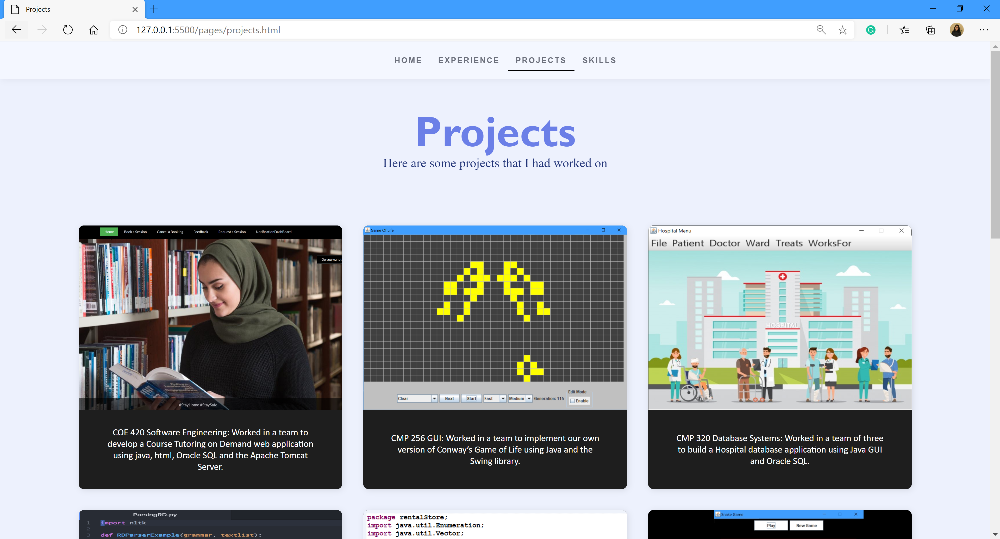 Projects
127.0.0.1:5500/pages/projects.html
HOME EXPERIENCE PROJECTS SKILLS
Projects
Here are some projects that I had worked on
Home Book a Session Cancel a Booking Feedback Request a Session NotificationDashBoard
Do you want t
#StayHome #StaySafe
COE 420 Software Engineering: Worked in a team to
develop a Course Tutoring on Demand web application
using java, html, Oracle SQL and the Apache Tomcat
Server.
Game Of Life
Edit Mode
Clear Next Start Fast Medium Generation: 115 Enable
CMP 256 GUI: Worked in a team to implement our own
version of Conway’s Game of Life using Java and the
Swing library.
Hospital Menu
File Patient Doctor Ward Treats WorksFor
HOSPITAL
CMP 320 Database Systems: Worked in a team of three
to build a Hospital database application using Java GUI
and Oracle SQL.
ParsingRD.py
1 import nltk
2
3 def RDParserExample(grammar, textlist):
package rentalStore;
import java.util.Enumeration;
import java.util.Vector;
Snake Game
Play New Game